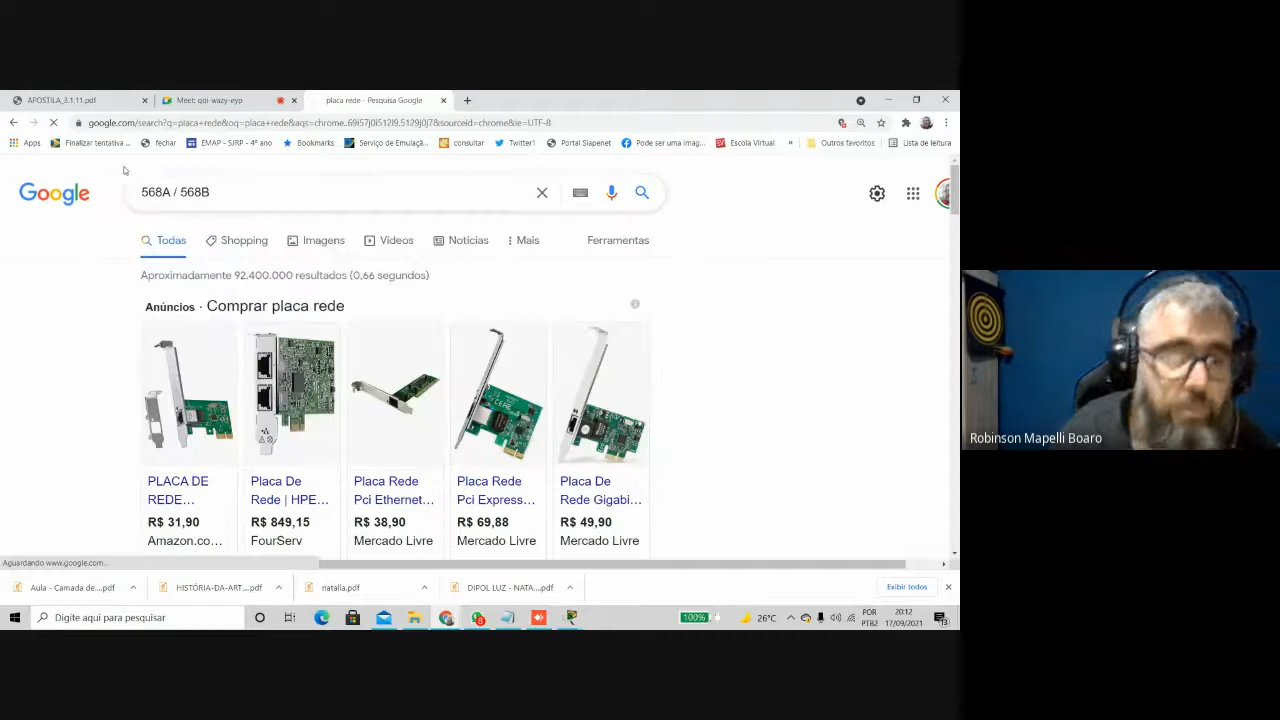 APOSTILA_3.1.11.pdf
Meet: qqi-wazy-eyp
placa rede - Pesquisa Google
google.com/search?q=placa+rede&oq=placa+rede&aqs=chrome..69i57j0i512l9.5129j0j7&sourceid=chrome&ie=UTF-8
Apps
Finalizar tentativa ...
fechar
EMAP - SJRP - 4º ano
Bookmarks
Serviço de Emulaçã...
consultar
Twitter1
Portal Siapenet
Pode ser uma imag...
Escola Virtual
»
Outros favoritos
Lista de leitura
Google
568A / 568B
Todas
Shopping
Imagens
Vídeos
Notícias
Mais
Ferramentas
Aproximadamente 92.400.000 resultados (0,66 segundos)
Anúncios · Comprar placa rede
PLACA DE
REDE...
R$ 31,90
Amazon.co...
Placa De
Rede | HPE...
R$ 849,15
FourServ
Placa Rede
Pci Ethernet...
R$ 38,90
Mercado Livre
Placa Rede
Pci Express...
R$ 69,88
Mercado Livre
Placa De
Rede Gigabi...
R$ 49,90
Mercado Livre
Aguardando www.google.com...
Aula - Camada de....pdf
HISTÓRIA-DA-ART....pdf
natalia.pdf
DIPOL LUZ - NATA....pdf
Exibir todos
Digite aqui para pesquisar
8
100%
26°C
POR
PTB2
20:12
17/09/2021
13
Robinson Mapelli Boaro